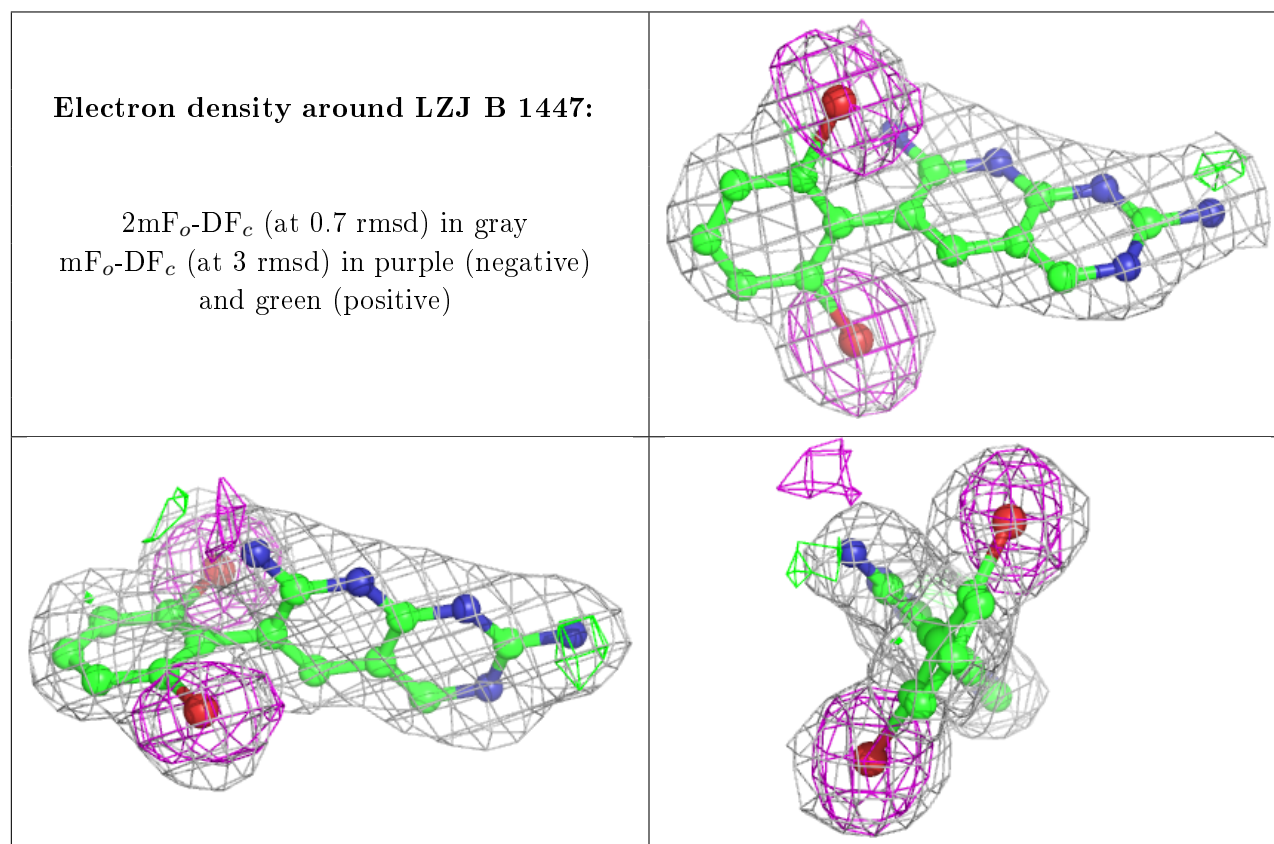 Electron density around LZJ B 1447:
2mFo-DFc (at 0.7 rmsd) in gray
mFo-DFc (at 3 rmsd) in purple (negative)
and green (positive)